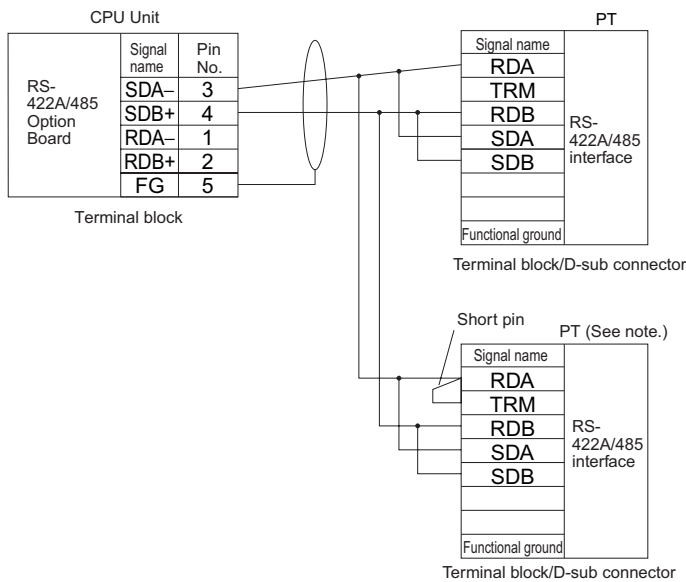 CPU Unit
RS-
422A/485
Option
Board
Signal
name
Pin
No.
SDA– 3
SDB+ 4
RDA– 1
RDB+ 2
FG 5
Terminal block
PT
Signal name
RDA
TRM
RDB
SDA
SDB
Functional ground
RS-
422A/485
interface
Terminal block/D-sub connector
Short pin
PT (See note.)
Signal name
RDA
TRM
RDB
SDA
SDB
Functional ground
RS-
422A/485
interface
Terminal block/D-sub connector